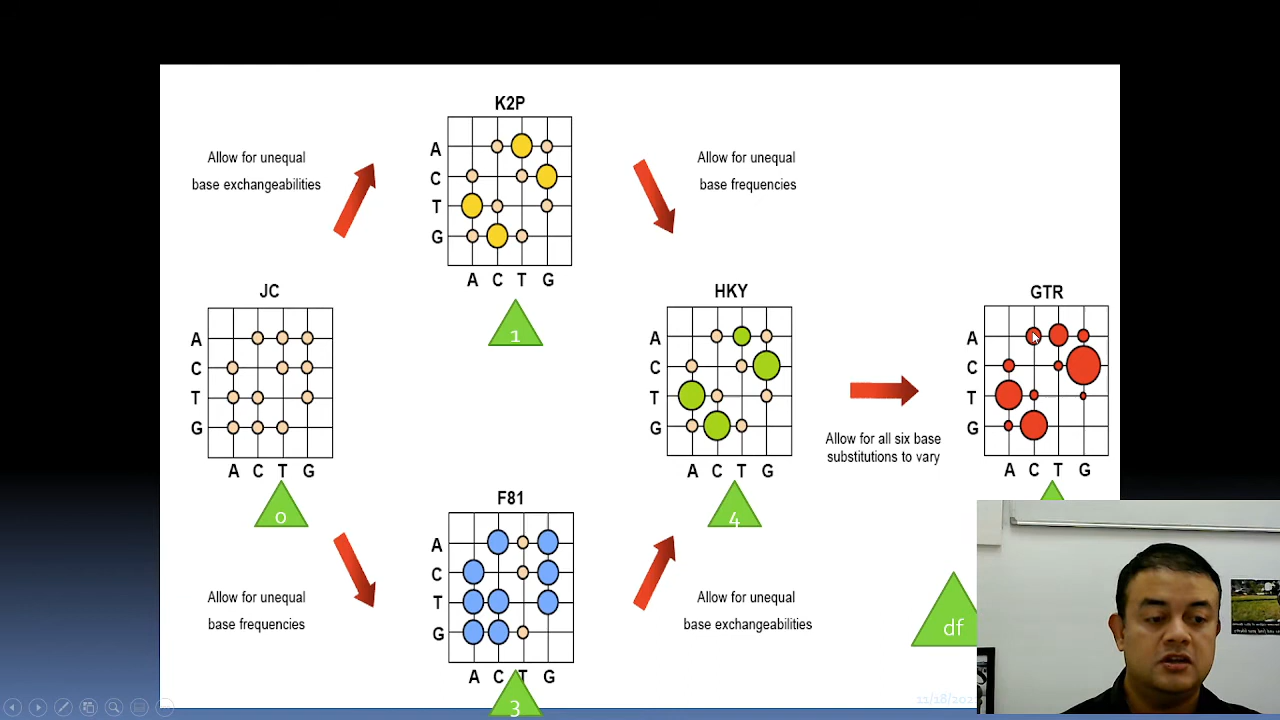 K2P
Allow for unequal
base exchangeabilities
Allow for unequal
base frequencies
A
C
T
G
A C T G
1
JC
A
C
T
G
A C T G
0
HKY
A
C
T
G
A C T G
4
Allow for all six base
substitutions to vary
GTR
A
C
T
G
A C T G
F81
A
C
T
G
A C T G
3
Allow for unequal
base frequencies
Allow for unequal
base exchangeabilities
df